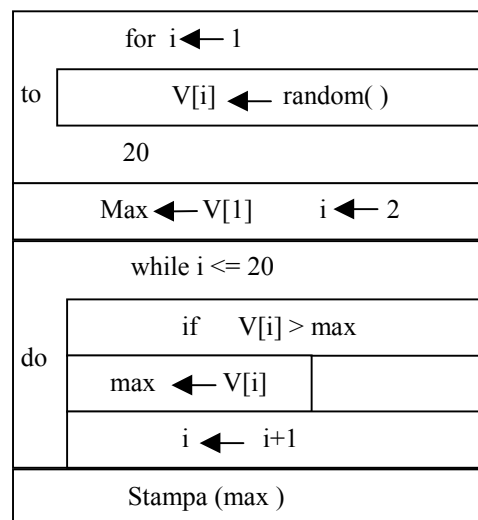 for i ← 1
to
V[i] ← random( )
20
Max ← V[1] i ← 2
while i <= 20
if V[i] > max
do
max ← V[i]
i ← i+1
Stampa (max )